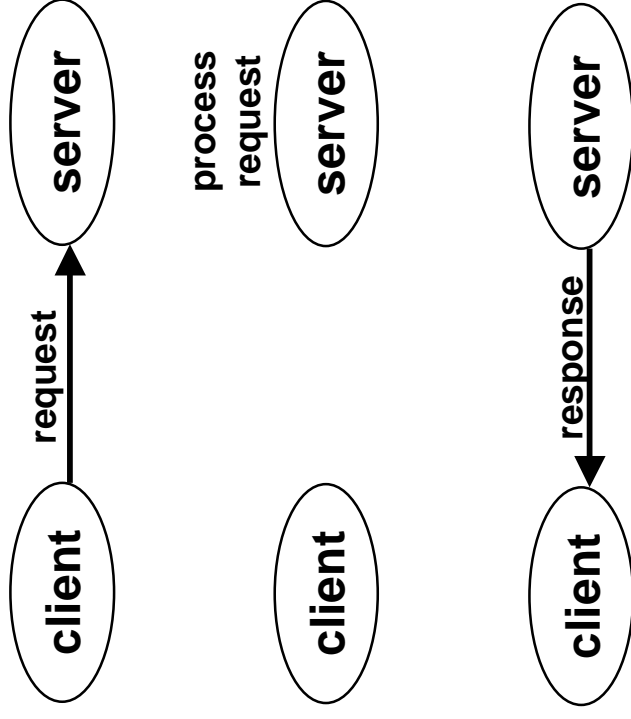 client
request
server
client
process
request
server
client
response
server